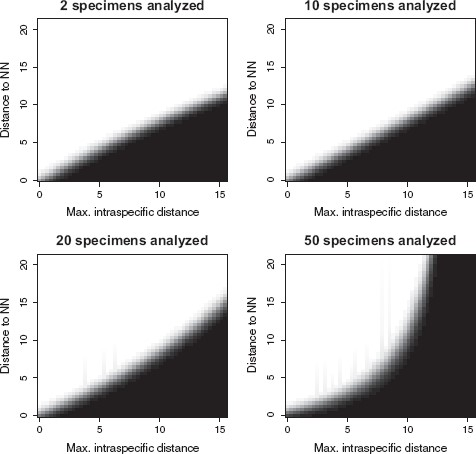 2 specimens analyzed
10 specimens analyzed
Distance to NN
20
15
10
5
0
0 5 10 15
Max. intraspecific distance
Distance to NN
20
15
10
5
0
0 5 10 15
Max. intraspecific distance
20 specimens analyzed
50 specimens analyzed
Distance to NN
20
15
10
5
0
0 5 10 15
Max. intraspecific distance
Distance to NN
20
15
10
5
0
0 5 10 15
Max. intraspecific distance